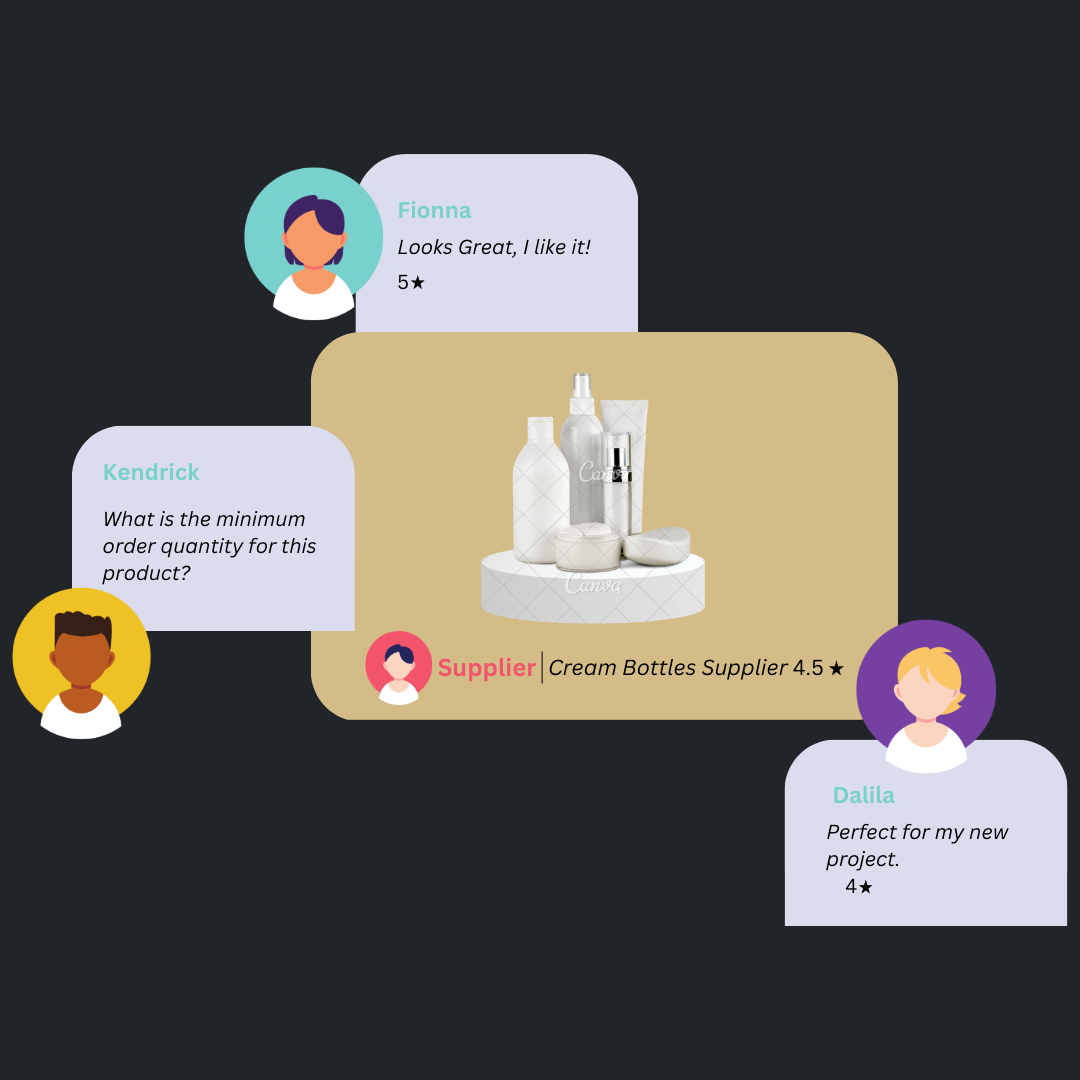 Fionna
Looks Great, I like it!
5★
Kendrick
What is the minimum
order quantity for this
product?
Canva
Canva
Supplier | Cream Bottles Supplier 4.5 ★
Dalila
Perfect for my new
project.
4★